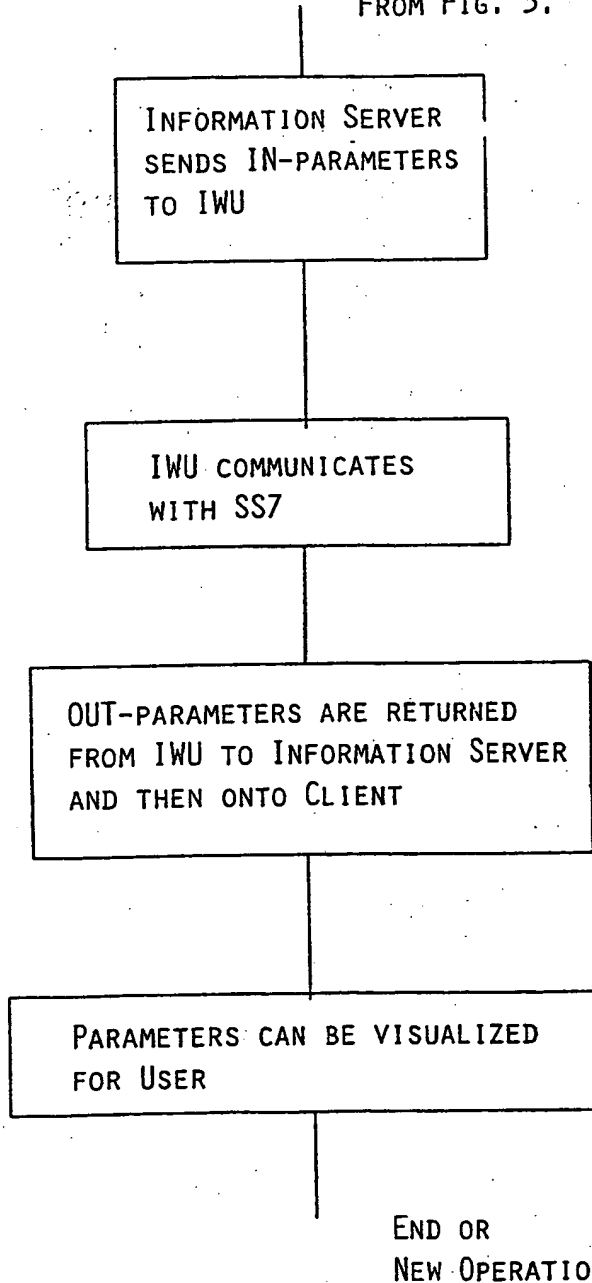 FROM FIG. 5.
INFORMATION SERVER
SENDS IN-PARAMETERS
TO IWU
IWU COMMUNICATES
WITH SS7
OUT-PARAMETERS ARE RETURNED
FROM IWU TO INFORMATION SERVER
AND THEN ONTO CLIENT
PARAMETERS CAN BE VISUALIZED
FOR USER
END OR
NEW OPERATIO